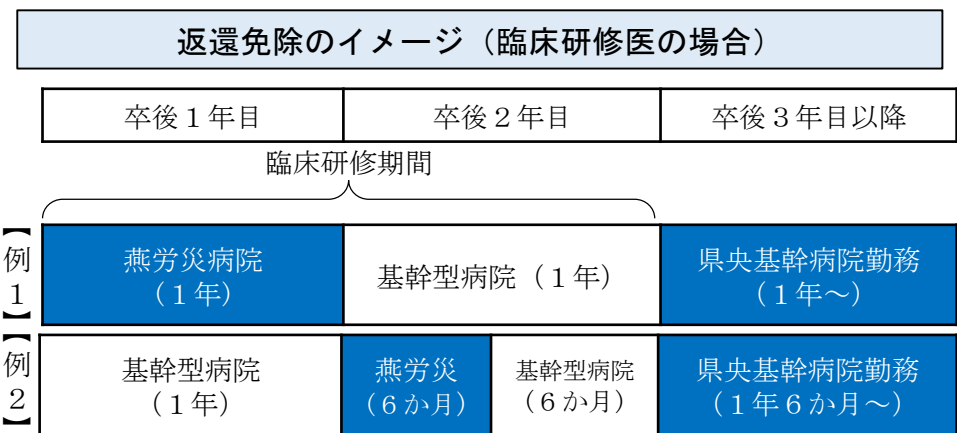 返還免除のイメージ（臨床研修医の場合）
卒後１年目
卒後２年目
卒後３年目以降
臨床研修期間
【例１】
燕労災病院
（１年）
基幹型病院（１年）
県央基幹病院勤務
（１年～）
【例２】
基幹型病院
（１年）
燕労災
（６か月）
基幹型病院
（６か月）
県央基幹病院勤務
（１年６か月～）